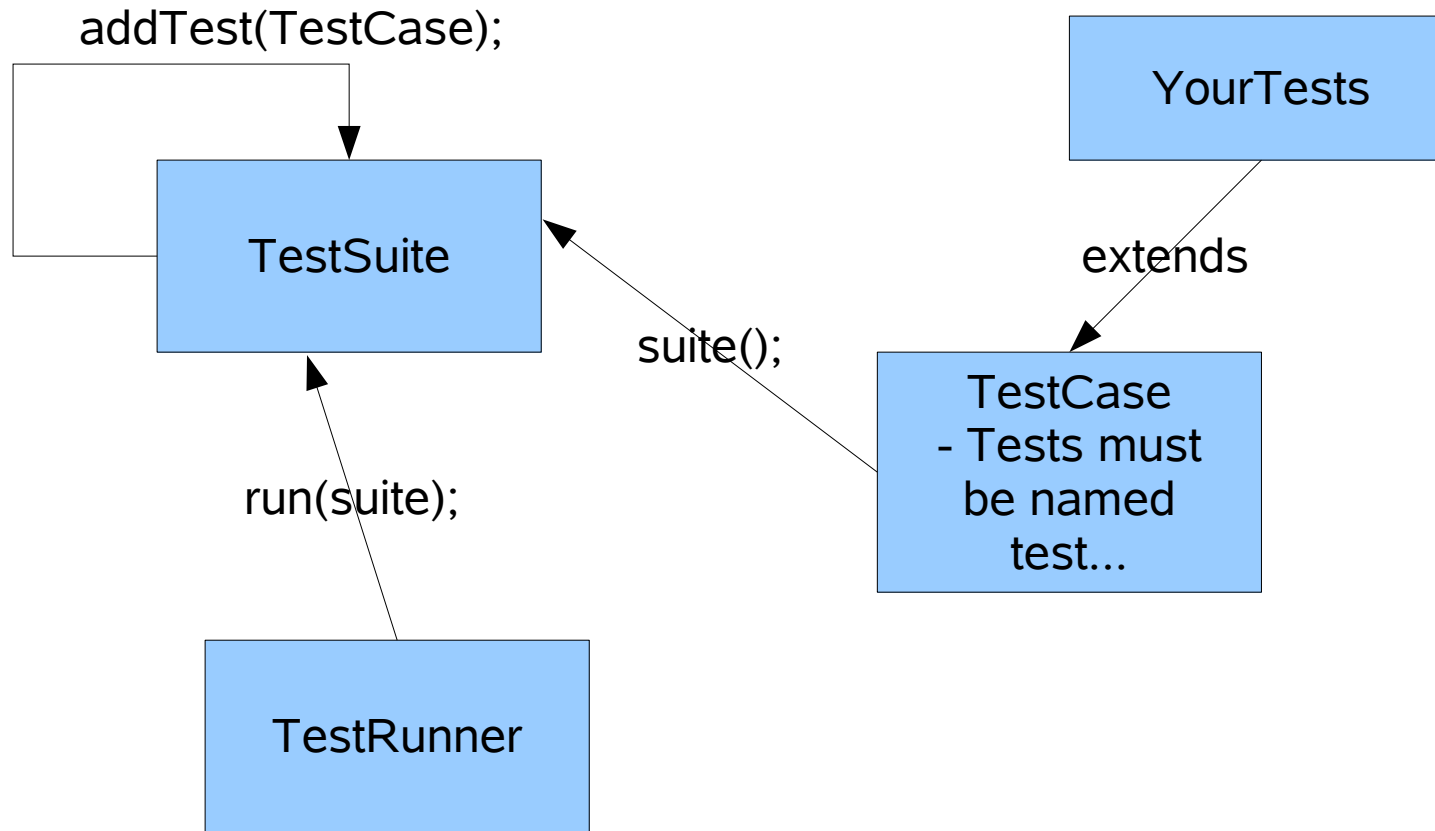 addTest(TestCase);
YourTests
TestSuite
extends
suite();
TestCase
- Tests must
be named
test...
run(suite);
TestRunner